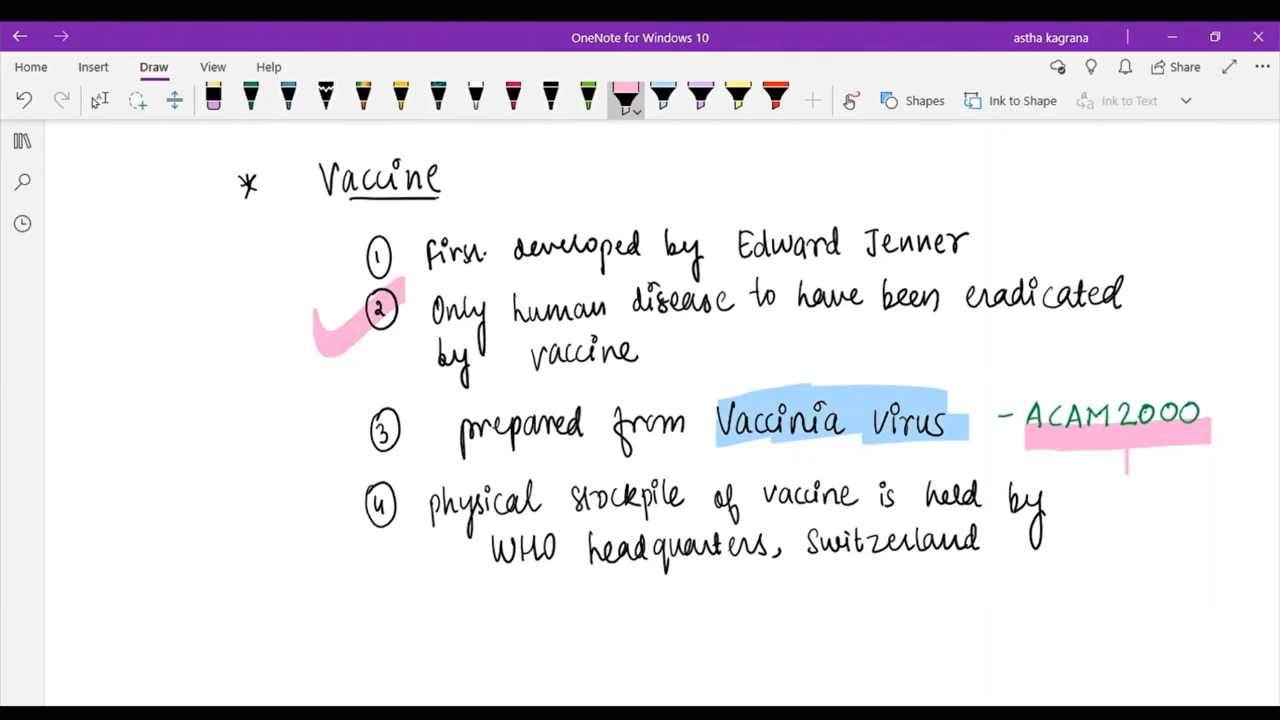 OneNote for Windows 10
astha kagrana
Home Insert Draw View Help
Share
Shapes
Ink to Shape
Ink to Text
* Vaccine
① first developed by Edward Jenner
② Only human disease to have been eradicated
by vaccine
③ prepared from Vaccinia virus - ACAM2000
④ physical stockpile of vaccine is held by
WHO headquarters, Switzerland